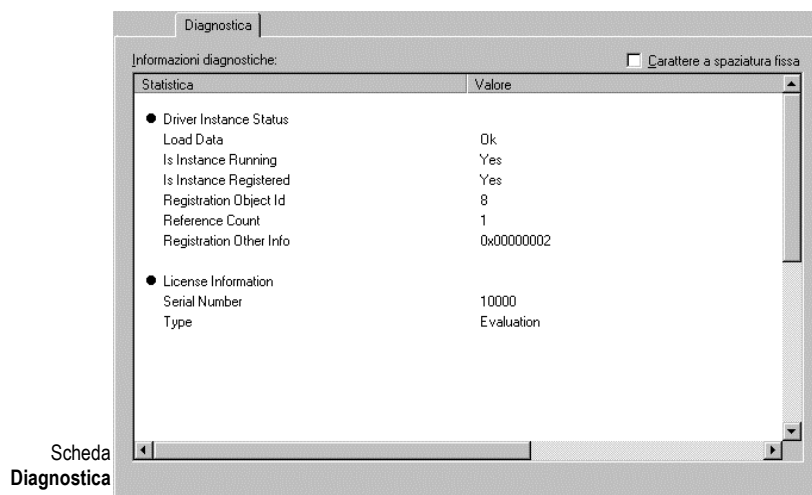 Diagnostica
Informazioni diagnostiche: Carattere a spaziatura fissa
Statistica Valore
Driver Instance Status
Load Data Ok
Is Instance Running Yes
Is Instance Registered Yes
Registration Object Id 8
Reference Count 1
Registration Other Info 0x00000002
License Information
Serial Number 10000
Type Evaluation
Scheda
Diagnostica